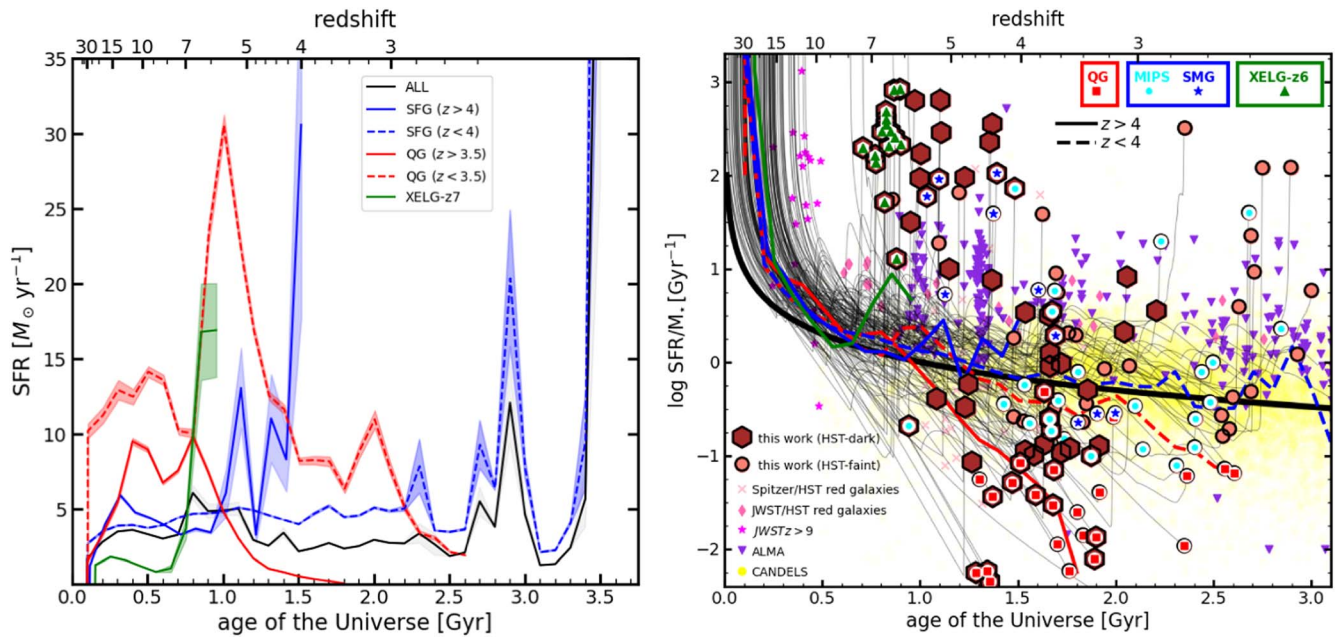 redshift
30 15 10 7 5 4 3
35
30
25
20
15
10
5
SFR [M⊙ yr⁻¹]
ALL
SFG (z > 4)
SFG (z < 4)
QG (z > 3.5)
QG (z < 3.5)
XELG-z7
0.0 0.5 1.0 1.5 2.0 2.5 3.0 3.5
age of the Universe [Gyr]
redshift
30 15 10 7 5 4 3
3
2
1
0
−1
−2
log SFR/M⋆ [Gyr⁻¹]
QG
MIPS SMG
XELG-z6
z > 4
z < 4
this work (HST-dark)
this work (HST-faint)
Spitzer/HST red galaxies
JWST/HST red galaxies
JWST z > 9
ALMA
CANDELS
0.0 0.5 1.0 1.5 2.0 2.5 3.0
age of the Universe [Gyr]